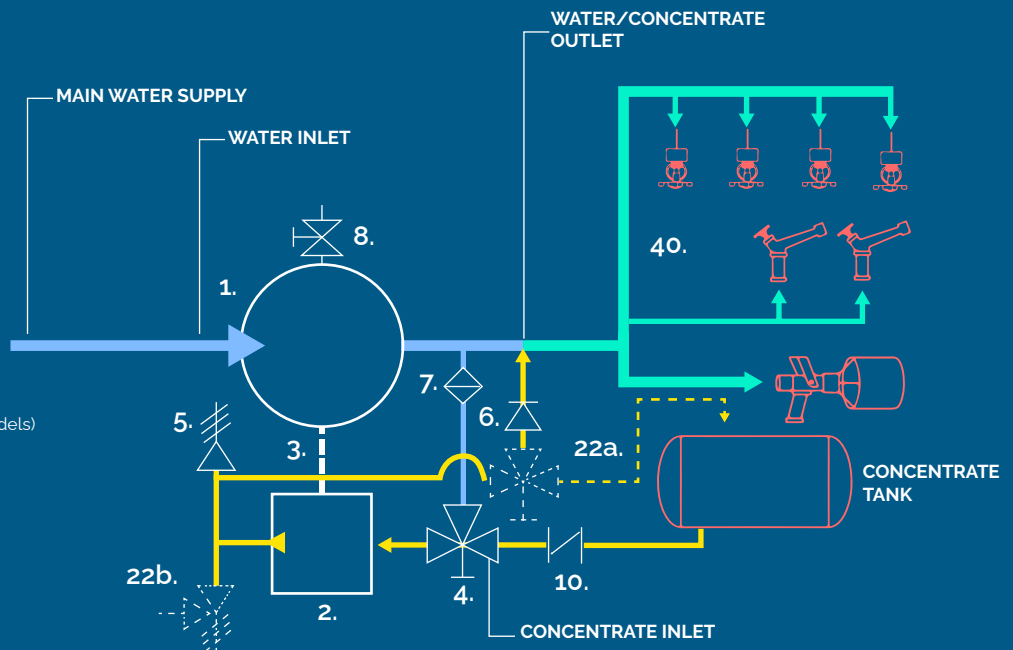 WATER/CONCENTRATE
OUTLET
MAIN WATER SUPPLY
WATER INLET
8.
40.
1.
7.
5.
6.
3.
22a.
dels)
CONCENTRATE
TANK
22b.
10.
4.
2.
CONCENTRATE INLET